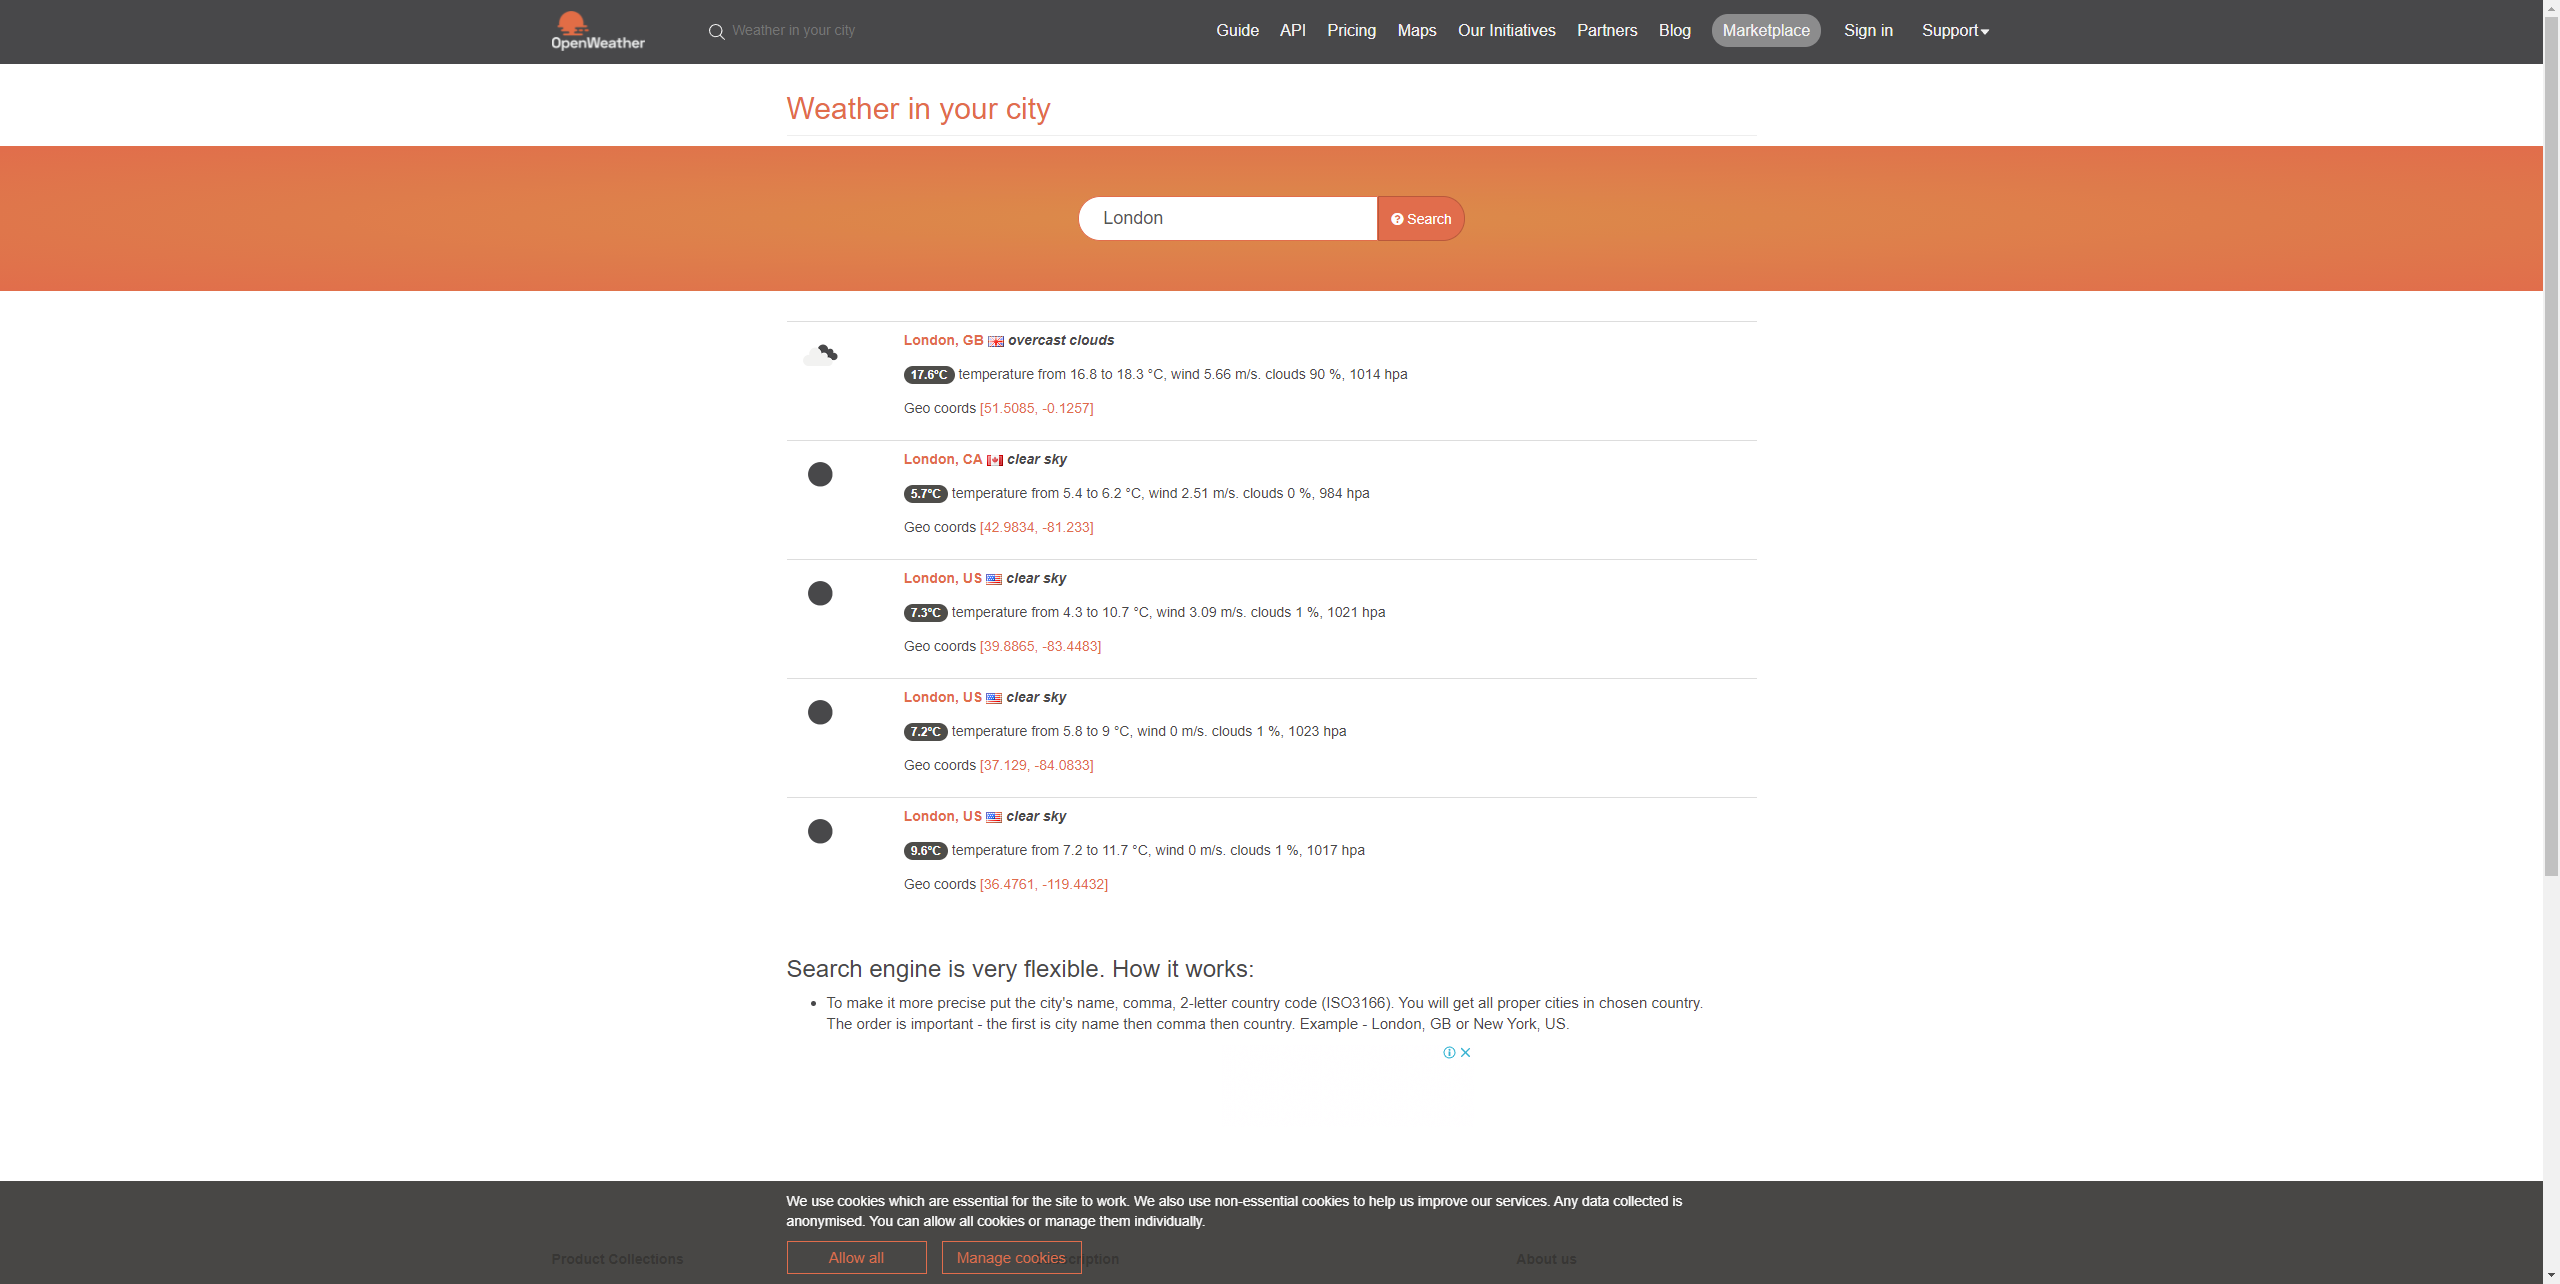 OpenWeather
Weather in your city
Guide API Pricing Maps Our Initiatives Partners Blog Marketplace Sign in Support
Weather in your city
London Search
London, GB overcast clouds
17.6°C temperature from 16.8 to 18.3 °C, wind 5.66 m/s. clouds 90 %, 1014 hpa
Geo coords [51.5085, -0.1257]
London, CA clear sky
5.7°C temperature from 5.4 to 6.2 °C, wind 2.51 m/s. clouds 0 %, 984 hpa
Geo coords [42.9834, -81.233]
London, US clear sky
7.3°C temperature from 4.3 to 10.7 °C, wind 3.09 m/s. clouds 1 %, 1021 hpa
Geo coords [39.8865, -83.4483]
London, US clear sky
7.2°C temperature from 5.8 to 9 °C, wind 0 m/s. clouds 1 %, 1023 hpa
Geo coords [37.129, -84.0833]
London, US clear sky
9.6°C temperature from 7.2 to 11.7 °C, wind 0 m/s. clouds 1 %, 1017 hpa
Geo coords [36.4761, -119.4432]
Search engine is very flexible. How it works:
• To make it more precise put the city's name, comma, 2-letter country code (ISO3166). You will get all proper cities in chosen country.
The order is important - the first is city name then comma then country. Example - London, GB or New York, US.
We use cookies which are essential for the site to work. We also use non-essential cookies to help us improve our services. Any data collected is
anonymised. You can allow all cookies or manage them individually.
Allow all Manage cookies
Product Collections About us